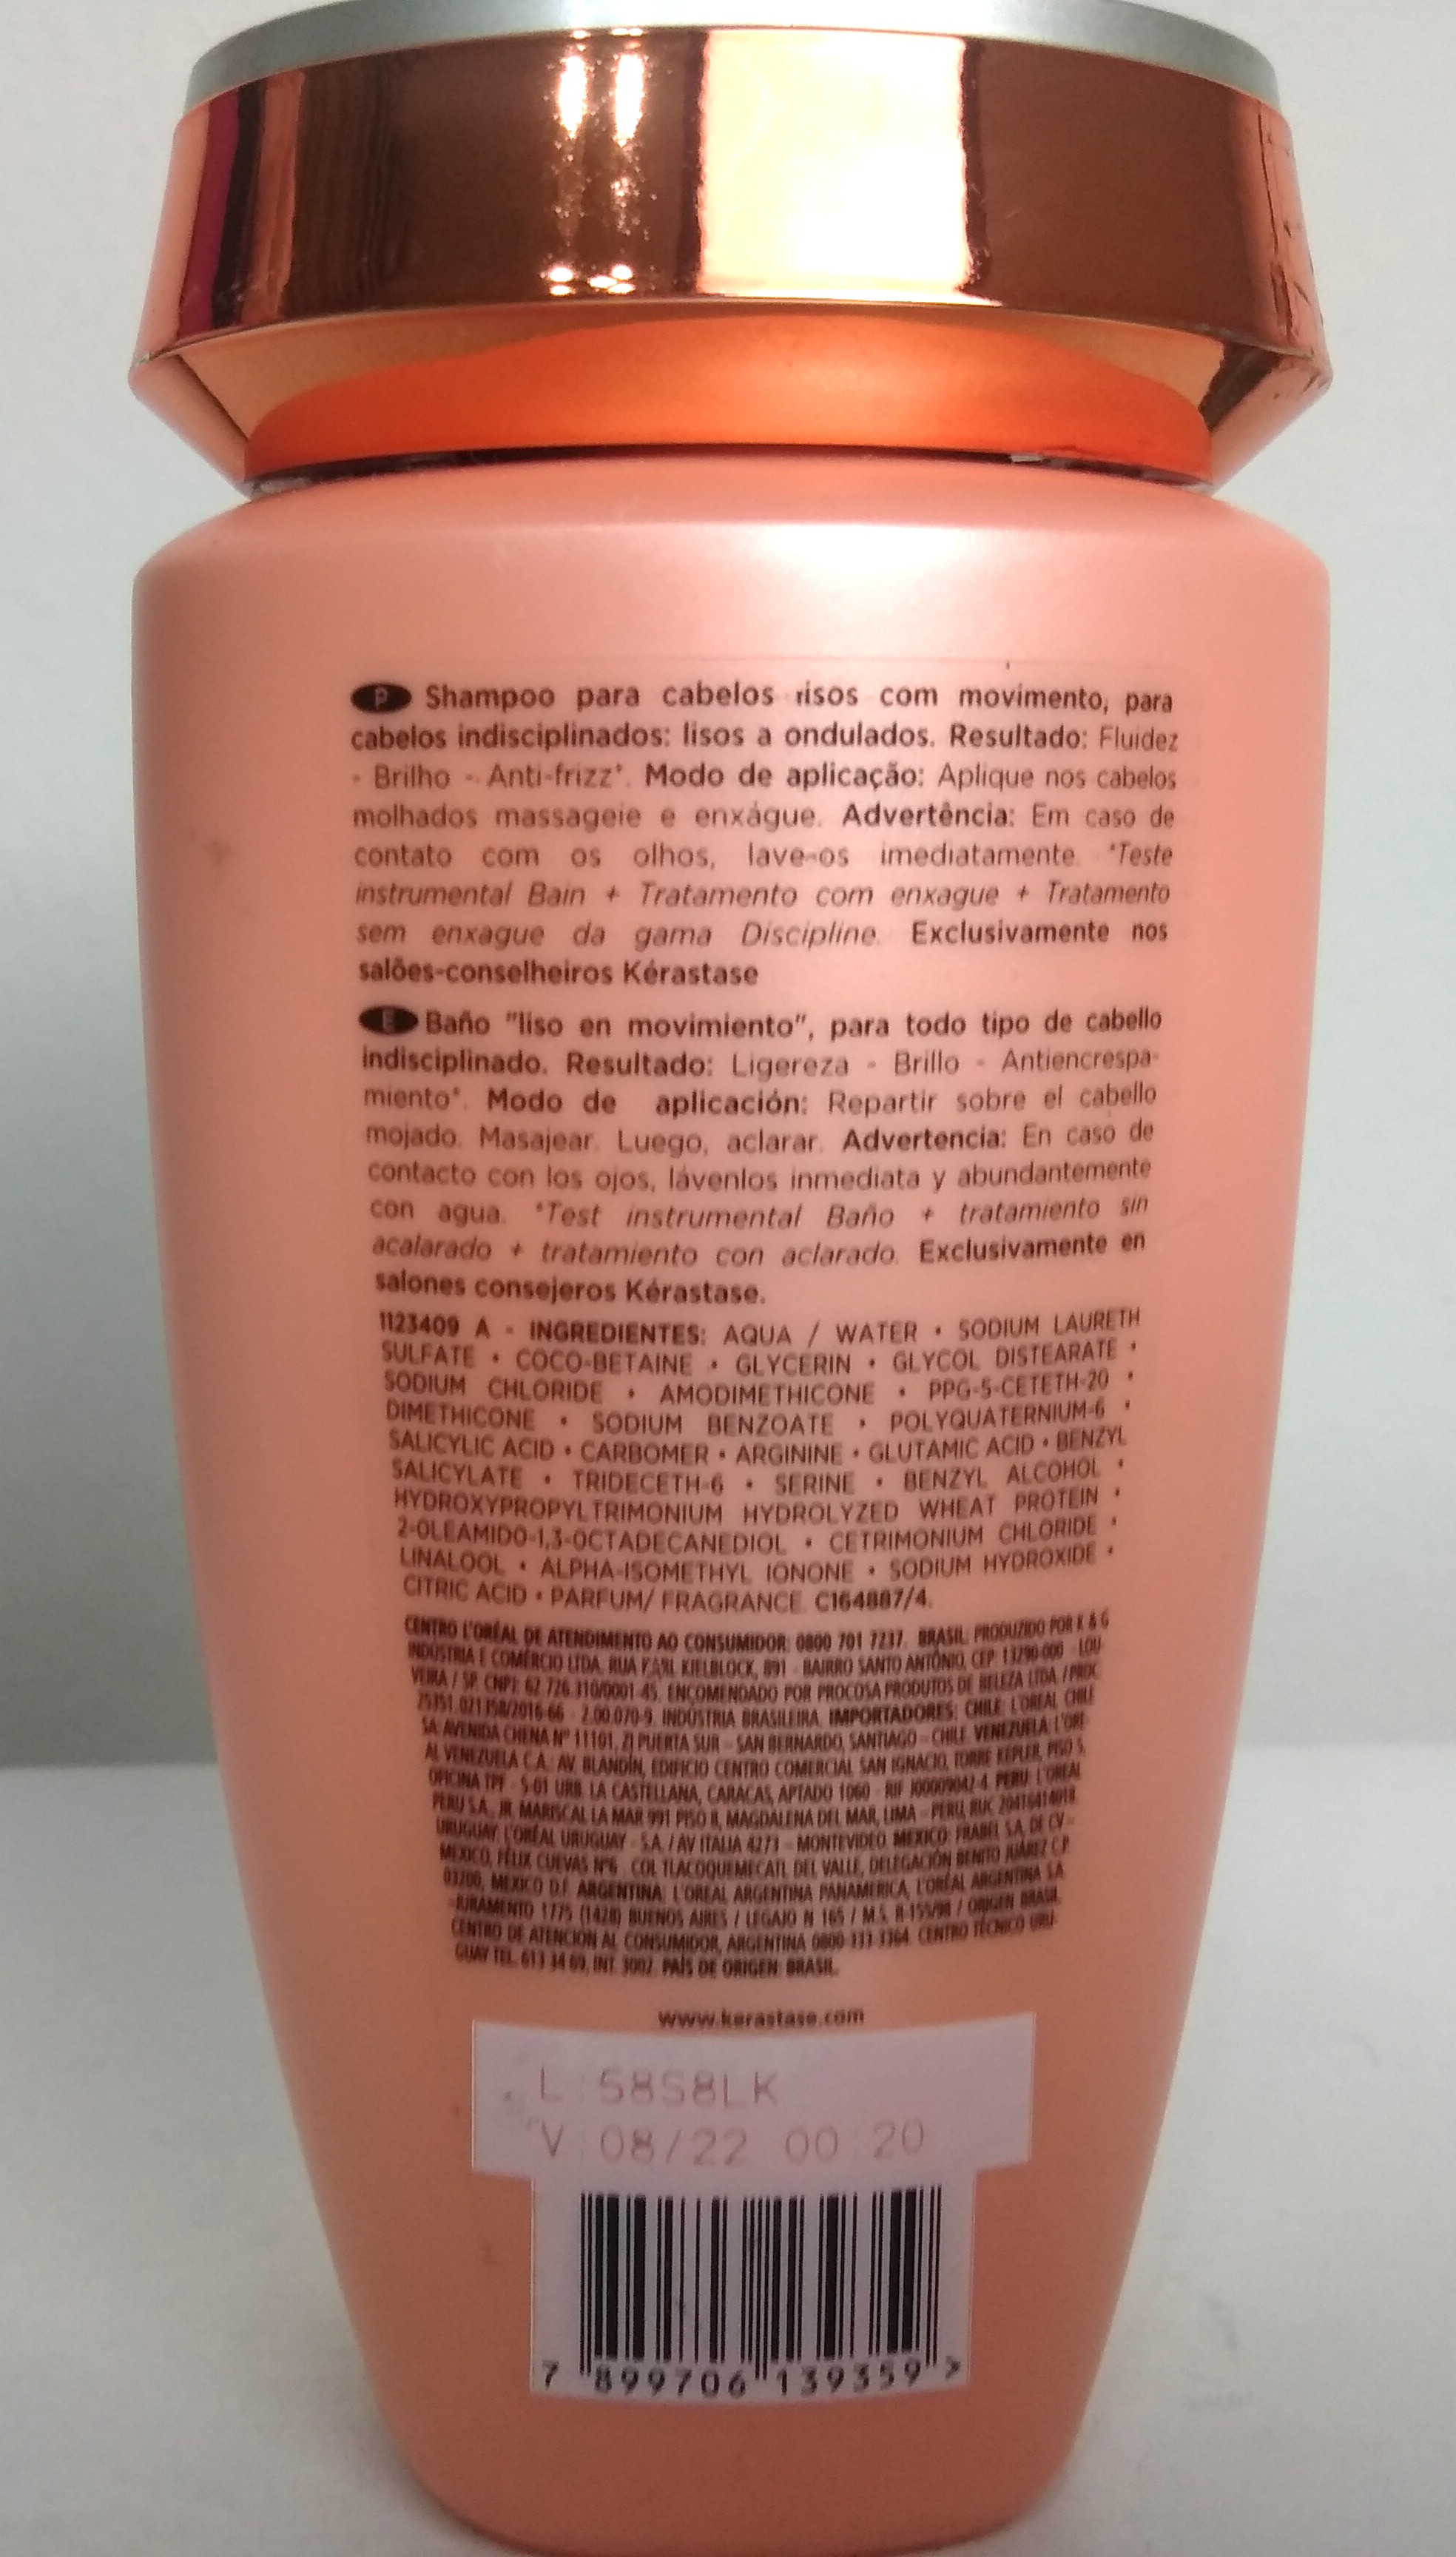 P Shampoo para cabelos risos com movimento, para
cabelos indisciplinados: lisos a ondulados. Resultado: Fluidez
- Brilho - Anti-frizz*. Modo de aplicação: Aplique nos cabelos
molhados massageie e enxágue. Advertência: Em caso de
contato com os olhos, lave-os imediatamente. *Teste
instrumental Bain + Tratamento com enxague + Tratamento
sem enxague da gama Discipline. Exclusivamente nos
salões-conselheiros Kérastase
E Baño "liso en movimiento", para todo tipo de cabello
indisciplinado. Resultado: Ligereza - Brillo - Antiencrespa-
miento*. Modo de aplicación: Repartir sobre el cabello
mojado. Masajear. Luego, aclarar. Advertencia: En caso de
contacto con los ojos, lávenlos inmediata y abundantemente
con agua. *Test instrumental Baño + tratamiento sin
acalarado + tratamiento con aclarado. Exclusivamente en
salones consejeros Kérastase.
1123409 A - INGREDIENTES: AQUA / WATER • SODIUM LAURETH
SULFATE • COCO-BETAINE • GLYCERIN • GLYCOL DISTEARATE •
SODIUM CHLORIDE • AMODIMETHICONE • PPG-5-CETETH-20 •
DIMETHICONE • SODIUM BENZOATE • POLYQUATERNIUM-6 •
SALICYLIC ACID • CARBOMER • ARGININE • GLUTAMIC ACID • BENZYL
SALICYLATE • TRIDECETH-6 • SERINE • BENZYL ALCOHOL •
HYDROXYPROPYLTRIMONIUM HYDROLYZED WHEAT PROTEIN •
2-OLEAMIDO-1,3-OCTADECANEDIOL • CETRIMONIUM CHLORIDE •
LINALOOL • ALPHA-ISOMETHYL IONONE • SODIUM HYDROXIDE •
CITRIC ACID • PARFUM/ FRAGRANCE. C164887/4.
CENTRO L'ORÉAL DE ATENDIMENTO AO CONSUMIDOR: 0800 701 7237. BRASIL: PRODUZIDO POR K & G
INDÚSTRIA E COMÉRCIO LTDA. RUA KARL KIELBLOCK, 891 - BAIRRO SANTO ANTÔNIO, CEP: 13290-000 - LOU-
VEIRA / SP. CNPJ: 62.726.310/0001-45. ENCOMENDADO POR PROCOSA PRODUTOS DE BELEZA LTDA. / PROC.
25351.021358/2016-66 - 2.00.070-9. INDÚSTRIA BRASILEIRA. IMPORTADORES: CHILE: L'ORÉAL CHILE
SA: AVENIDA CHENA Nº 11101, ZI PUERTA SUR - SAN BERNARDO, SANTIAGO - CHILE. VENEZUELA: L'ORÉ-
AL VENEZUELA C.A.: AV. BLANDÍN, EDIFICIO CENTRO COMERCIAL SAN IGNACIO, TORRE KEPLER, PISO 5,
OFICINA TPF - 5-01 URB. LA CASTELLANA, CARACAS, APTADO 1060 - RIF J00009042-4. PERU: L'ORÉAL
PERU S.A., JR. MARISCAL LA MAR 991 PISO 8, MAGDALENA DEL MAR, LIMA - PERU, RUC 20416414018.
URUGUAY: L'ORÉAL URUGUAY - S.A. / AV ITALIA 4273 - MONTEVIDEO. MEXICO: FRABEL S.A. DE CV -
MEXICO, FÉLIX CUEVAS Nº6 . COL TLACOQUEMECATL DEL VALLE, DELEGACIÓN BENITO JUÁREZ C.P.
03200, MEXICO D.F. ARGENTINA: L'ORÉAL ARGENTINA PANAMERICA, L'ORÉAL ARGENTINA S.A.
-JURAMENTO 1775 (1428) BUENOS AIRES / LEGAJO N 165 / M.S. R-155/98 / ORIGEN BRASIL.
CENTRO DE ATENCION AL CONSUMIDOR, ARGENTINA 0800-333 3364. CENTRO TÉCNICO URU-
GUAY TEL. 613 34 69, INT. 3002. PAÍS DE ORIGEN: BRASIL.
www.kerastase.com
L: 58S8LK
V: 08/22 00:20
7 899706 139359 >